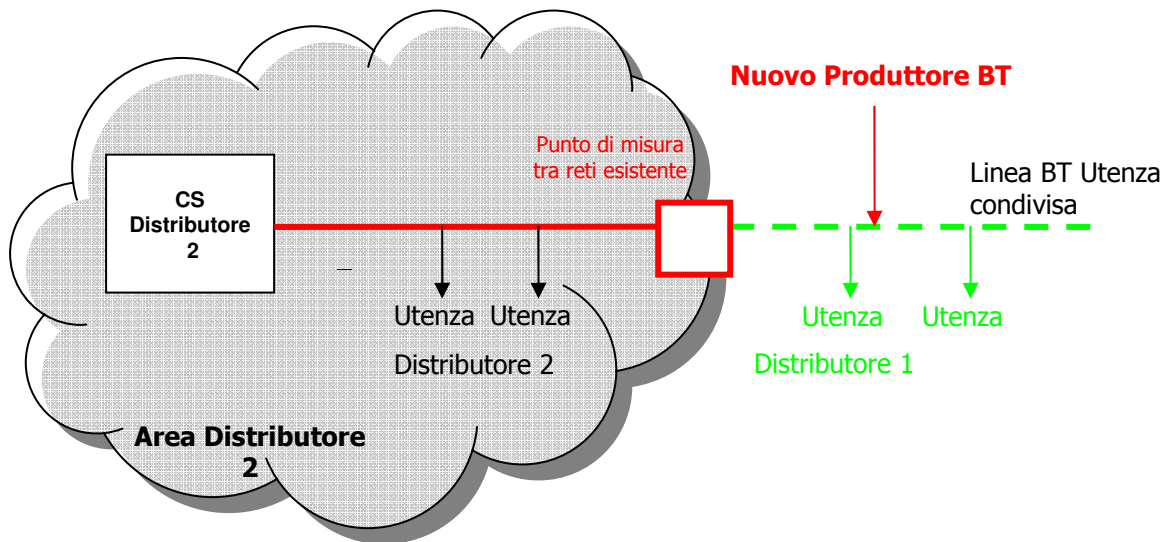 Nuovo Produttore BT
Punto di misura
tra reti esistente
Linea BT Utenza
condivisa
CS
Distributore
2
_
Utenza Utenza
Utenza Utenza
Distributore 2
Distributore 1
Area Distributore
2